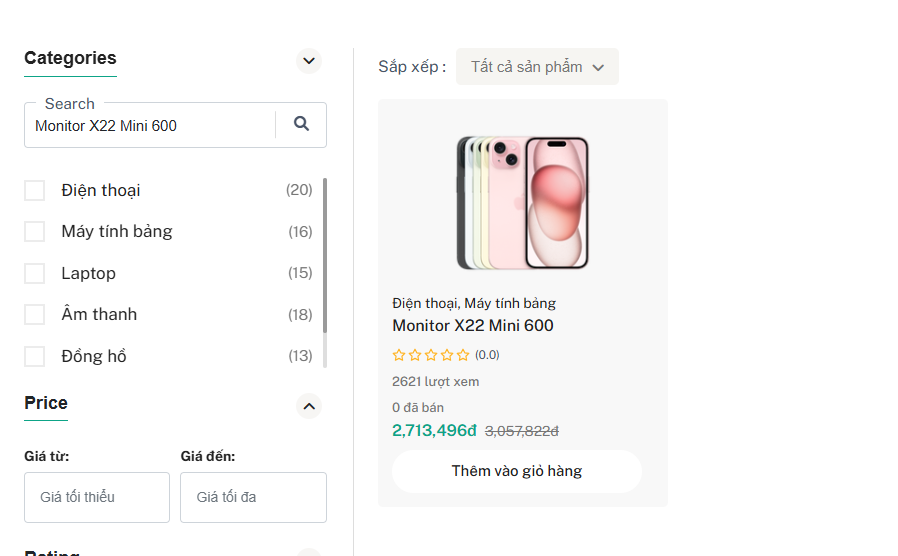 Categories
Search
Monitor X22 Mini 600
Điện thoại (20)
Máy tính bảng (16)
Laptop (15)
Âm thanh (18)
Đồng hồ (13)
Price
Giá từ: Giá đến:
Giá tối thiểu Giá tối đa
Rating
Sắp xếp : Tất cả sản phẩm
Điện thoại, Máy tính bảng
Monitor X22 Mini 600
(0.0)
2621 lượt xem
0 đã bán
2,713,496đ 3,057,822đ
Thêm vào giỏ hàng